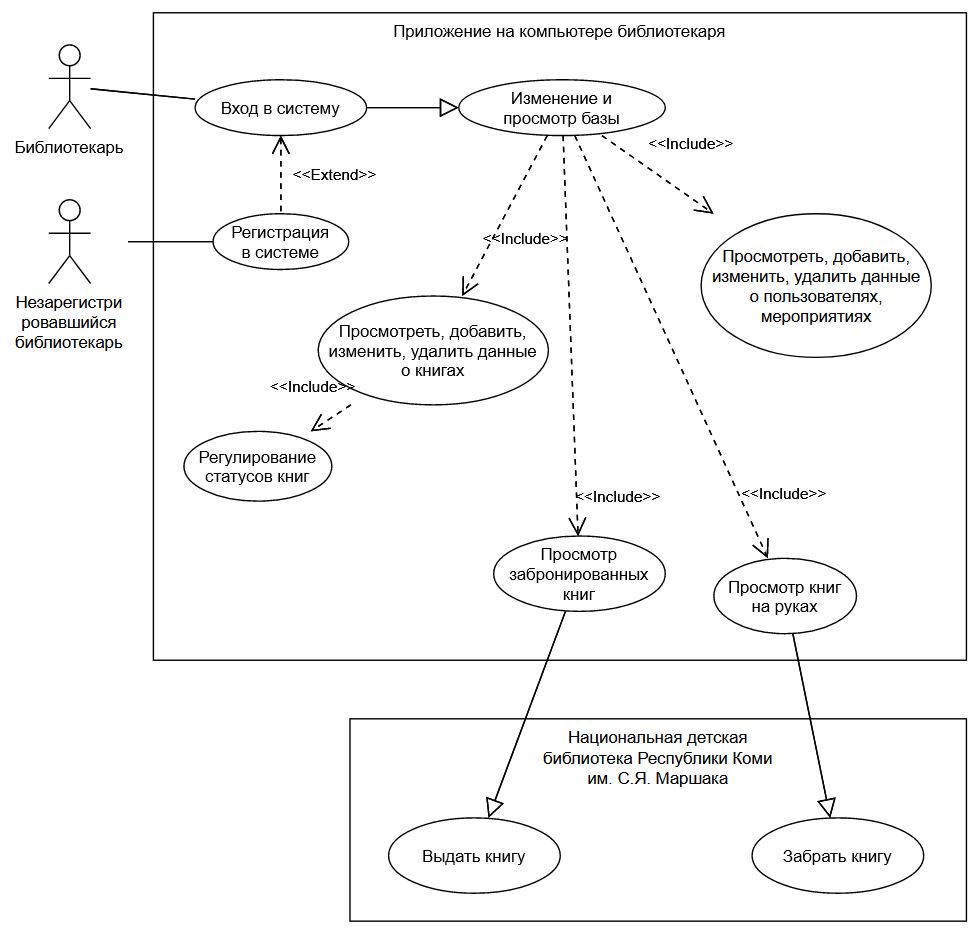 Приложение на компьютере библиотекаря
Библиотекарь
Вход в систему
Изменение и
просмотр базы
<<Include>>
<<Extend>>
Регистрация
в системе
Незарегистри
ровавшийся
библиотекарь
<<Include>>
Просмотреть, добавить,
изменить, удалить данные
о пользователях,
мероприятиях
Просмотреть, добавить,
изменить, удалить данные
о книгах
<<Include>>
Регулирование
статусов книг
<<Include>>
<<Include>>
Просмотр
забронированных
книг
Просмотр книг
на руках
Национальная детская
библиотека Республики Коми
им. С.Я. Маршака
Выдать книгу
Забрать книгу